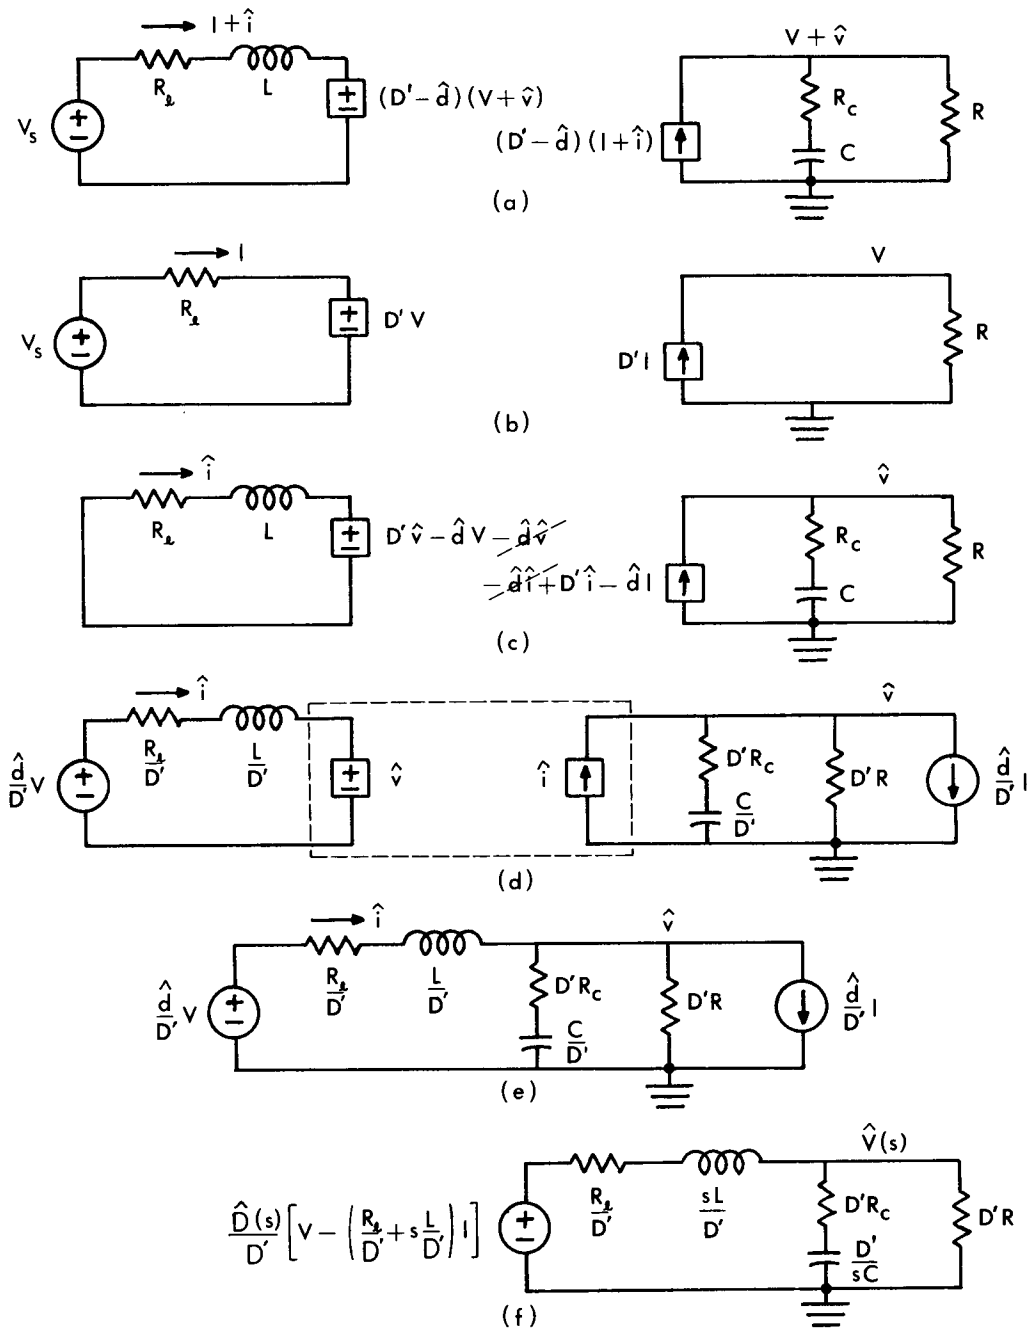 I + î
R_ℓ
L
V_s
(D' − d̂)(V + v̂)
(D' − d̂)(I + î)
V + v̂
R_c
C
R
(a)
I
R_ℓ
V_s
D'V
D'I
V
R
(b)
î
R_ℓ
L
D'v̂ − d̂V − d̂v̂
− d̂î + D'î − d̂I
v̂
R_c
C
R
(c)
î
d̂/D' V
R_ℓ/D'
L/D'
v̂
î
v̂
D'R_c
C/D'
D'R
d̂/D' I
(d)
î
d̂/D' V
R_ℓ/D'
L/D'
v̂
D'R_c
C/D'
D'R
d̂/D' I
(e)
V̂(s)
D̂(s)/D' [V − (R_ℓ/D' + s L/D') I]
R_ℓ/D'
sL/D'
D'R_c
D'/sC
D'R
(f)